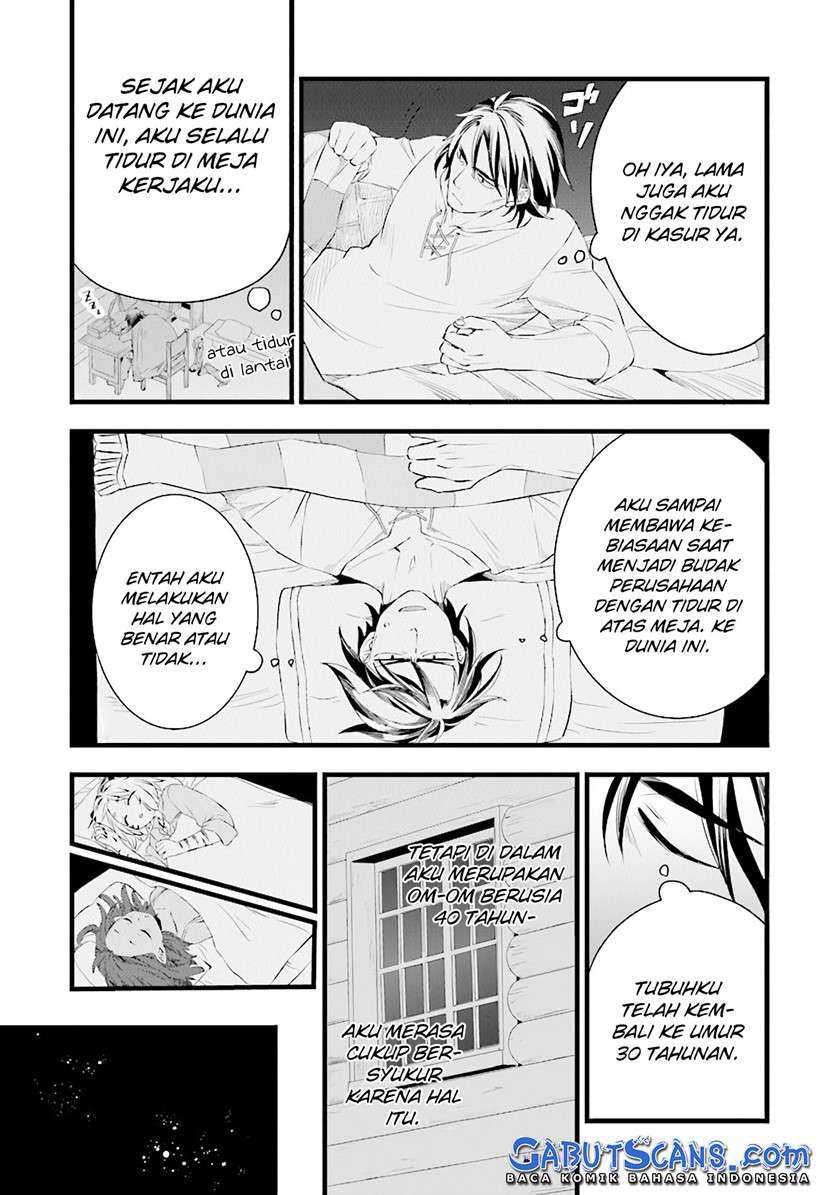 ゴソ
OH IYA, LAMA
JUGA AKU
NGGAK TIDUR
DI KASUR YA.
SEJAK AKU
DATANG KE DUNIA
INI, AKU SELALU
TIDUR DI MEJA
KERJAKU...
ZZZ
atau tidur
di lantai
AKU SAMPAI
MEMBAWA KE-
BIASAAN SAAT
MENJADI BUDAK
PERUSAHAAN
DENGAN TIDUR DI
ATAS MEJA. KE
DUNIA INI.
ENTAH AKU
MELAKUKAN
HAL YANG
BENAR ATAU
TIDAK...
TUBUHKU
TELAH KEM-
BALI KE UMUR
30 TAHUNAN.
TETAPI DI DALAM
AKU MERUPAKAN
OM-OM BERUSIA
40 TAHUN-
AKU MERASA
CUKUP BER-
SYUKUR
KARENA HAL
ITU.
GABUTSCANS.COM
BACA KOMIK BAHASA INDONESIA